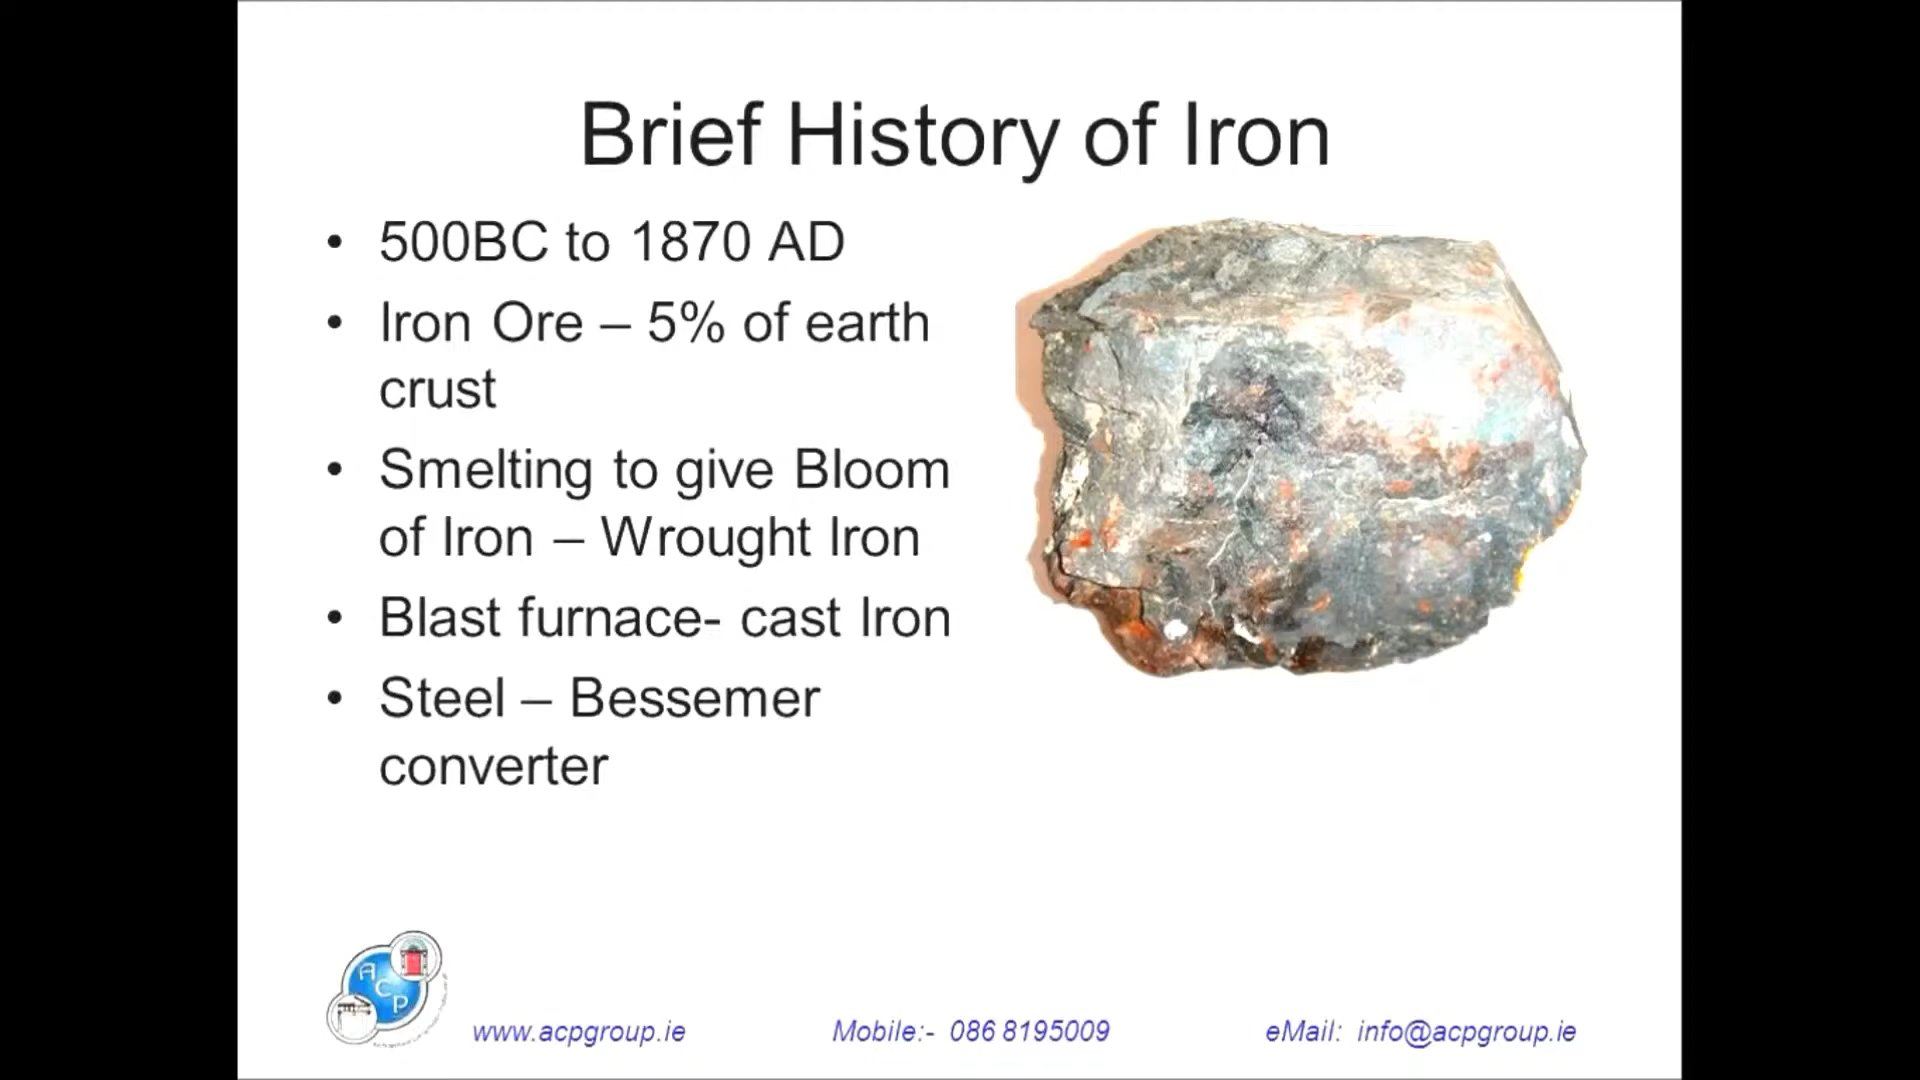 Brief History of Iron
• 500BC to 1870 AD
• Iron Ore – 5% of earth
crust
• Smelting to give Bloom
of Iron – Wrought Iron
• Blast furnace- cast Iron
• Steel – Bessemer
converter
A
C
P
www.acpgroup.ie Mobile:- 086 8195009 eMail: info@acpgroup.ie